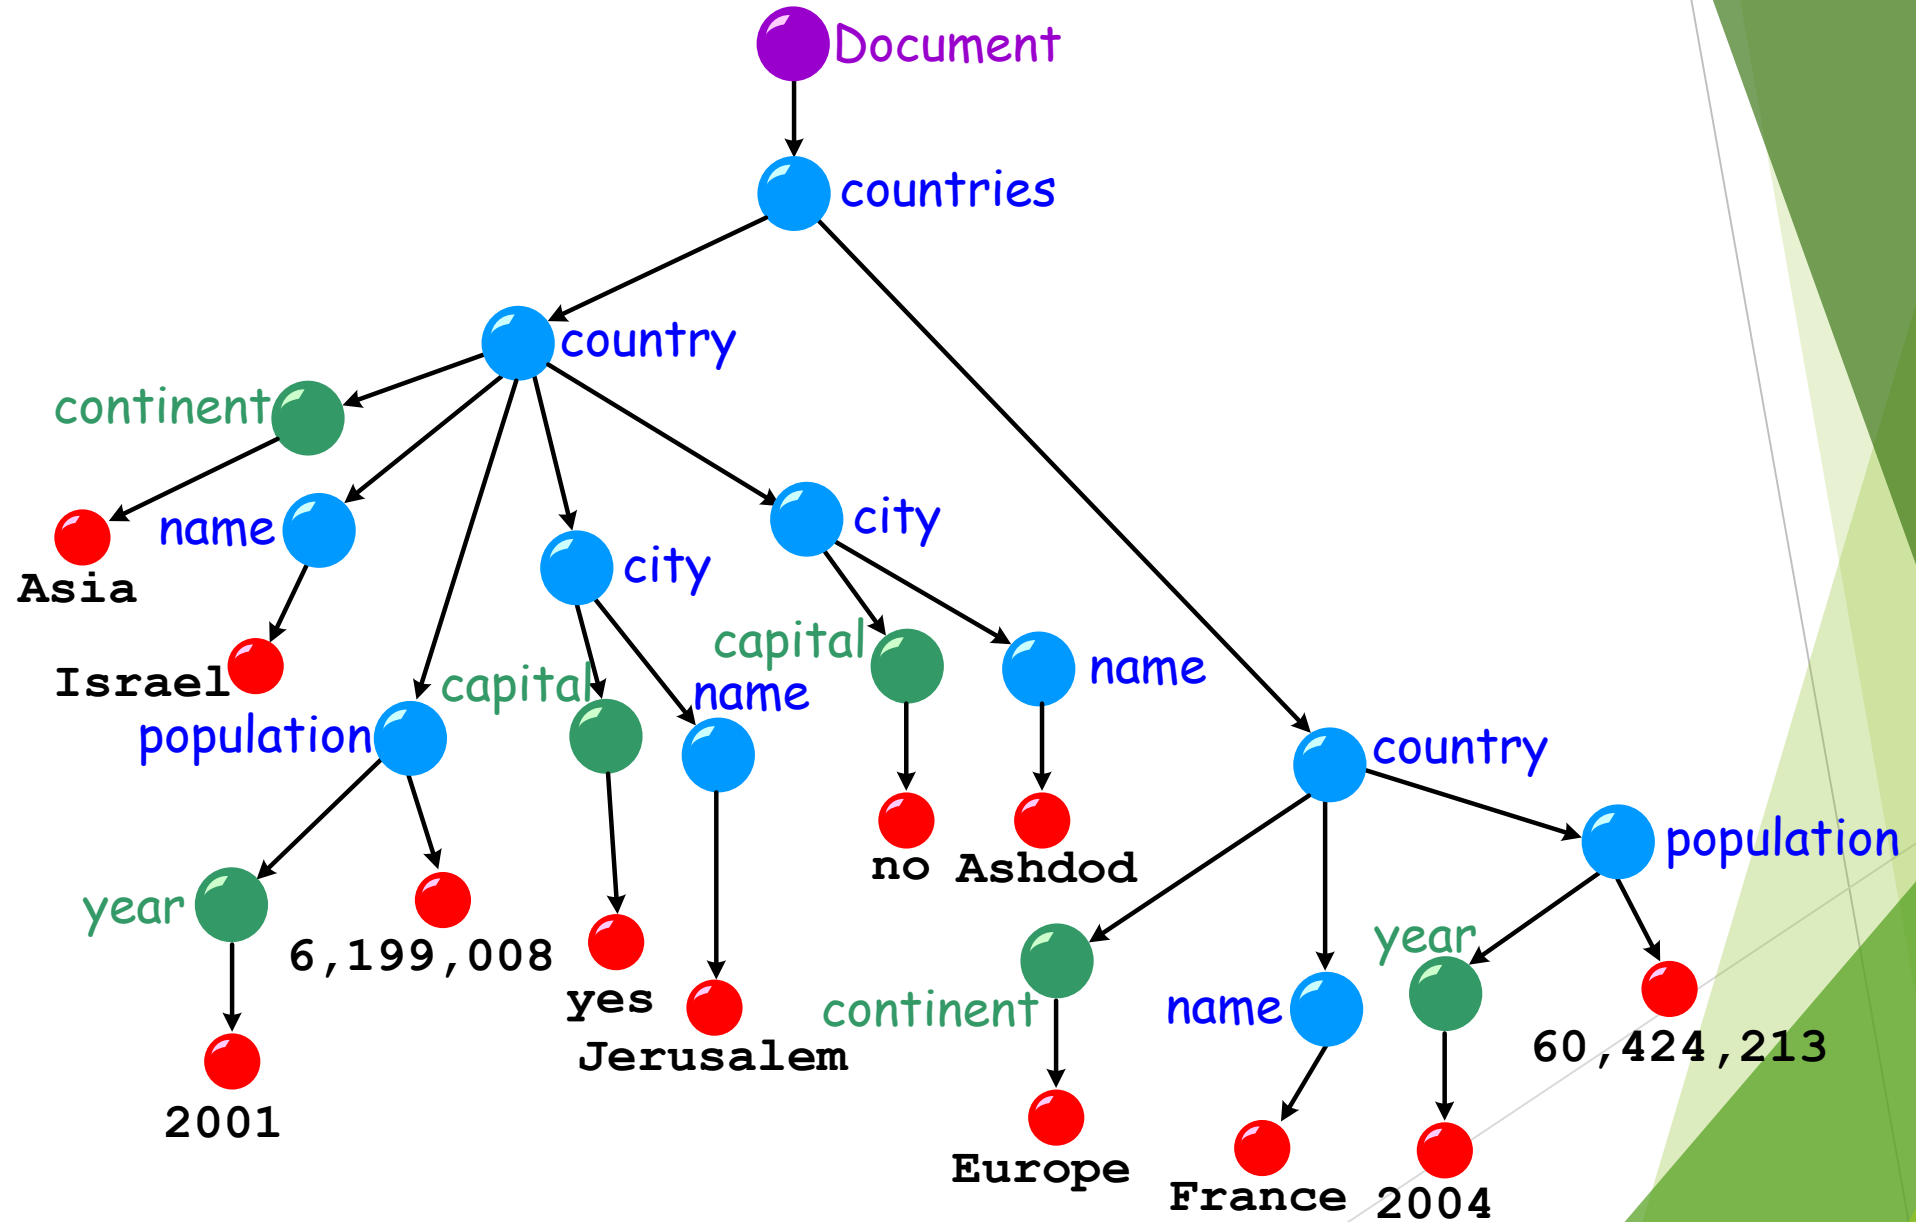 Document
countries
country
continent
Asia
name
Israel
population
year
2001
6,199,008
city
capital
yes
name
Jerusalem
city
capital
no
name
Ashdod
country
continent
Europe
name
France
population
year
2004
60,424,213